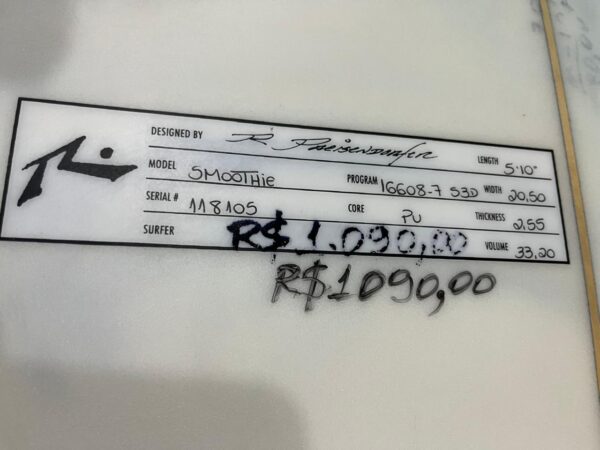 DESIGNED BY R Preisendorfer LENGTH 5'10"
MODEL SMOOTHie PROGRAM 16608-7 S3D WIDTH 20,50
SERIAL # 118105 CORE PU THICKNESS 2,55
SURFER R$ 1.090,00 VOLUME 33,20
R$1090,00